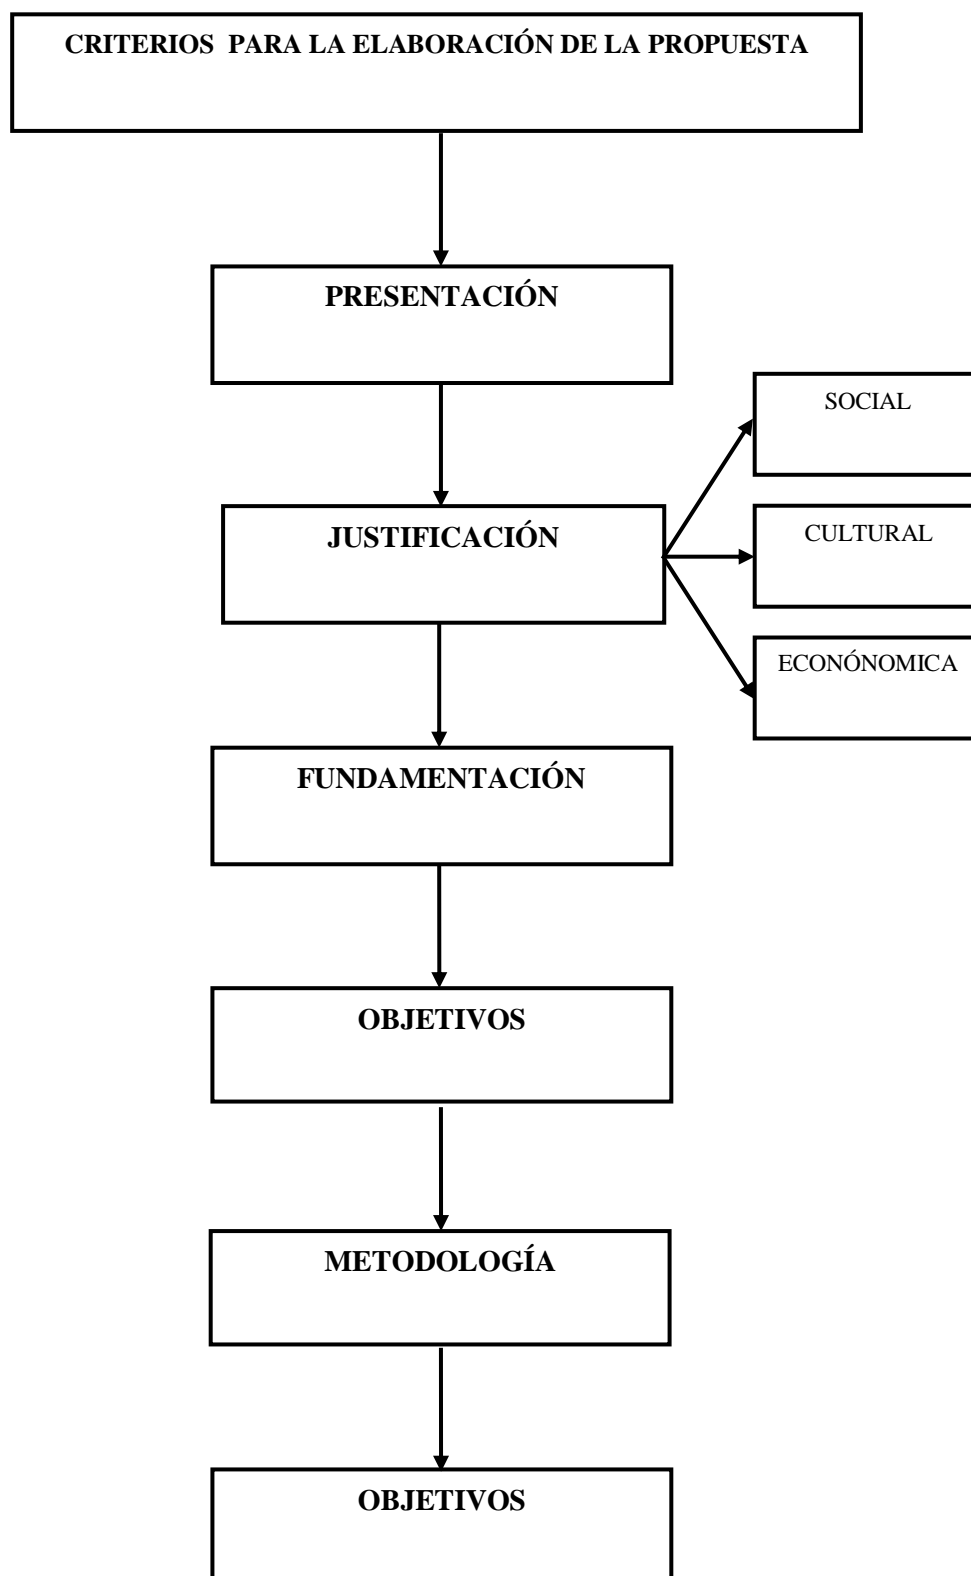 CRITERIOS PARA LA ELABORACIÓN DE LA PROPUESTA
PRESENTACIÓN
SOCIAL
JUSTIFICACIÓN
CULTURAL
ECONÓNOMICA
FUNDAMENTACIÓN
OBJETIVOS
METODOLOGÍA
OBJETIVOS